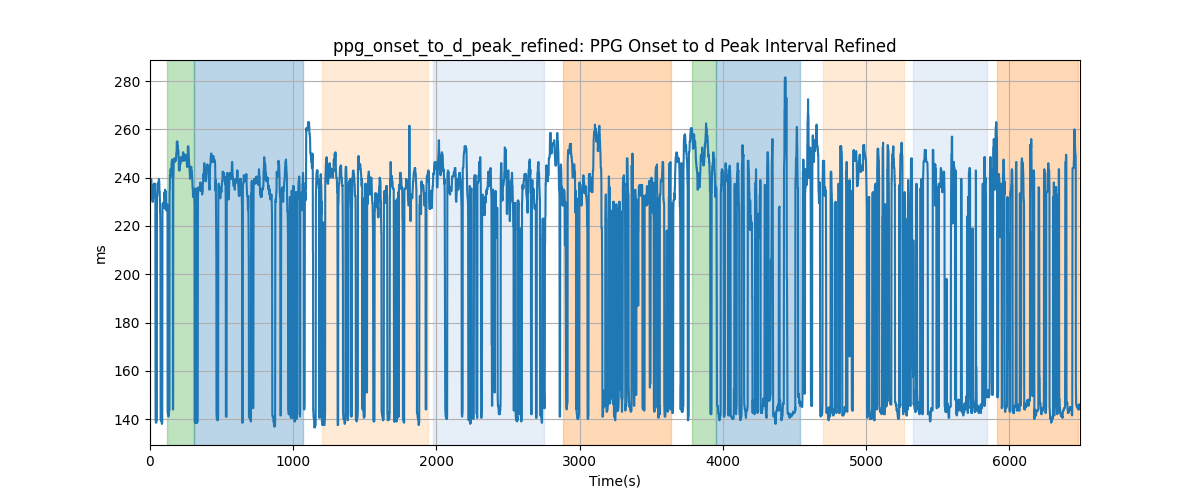 ppg_onset_to_d_peak_refined: PPG Onset to d Peak Interval Refined
280
260
240
220
200
180
160
140
ms
0 1000 2000 3000 4000 5000 6000
Time(s)